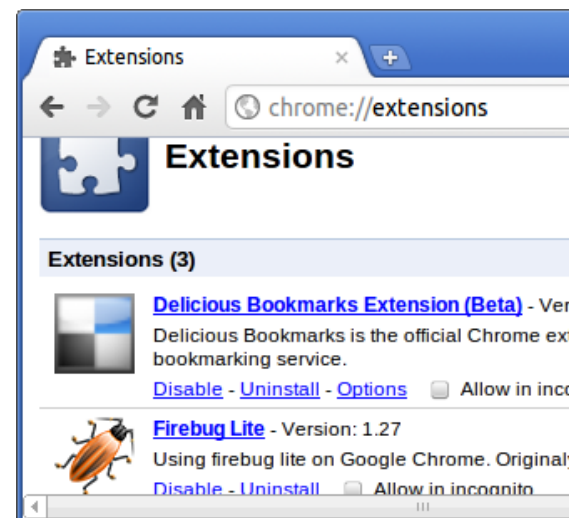 Extensions
chrome://extensions
Extensions
Extensions (3)
Delicious Bookmarks Extension (Beta) - Ver
Delicious Bookmarks is the official Chrome ex
bookmarking service.
Disable - Uninstall - Options Allow in inco
Firebug Lite - Version: 1.27
Using firebug lite on Google Chrome. Originaly
Disable - Uninstall Allow in incognito